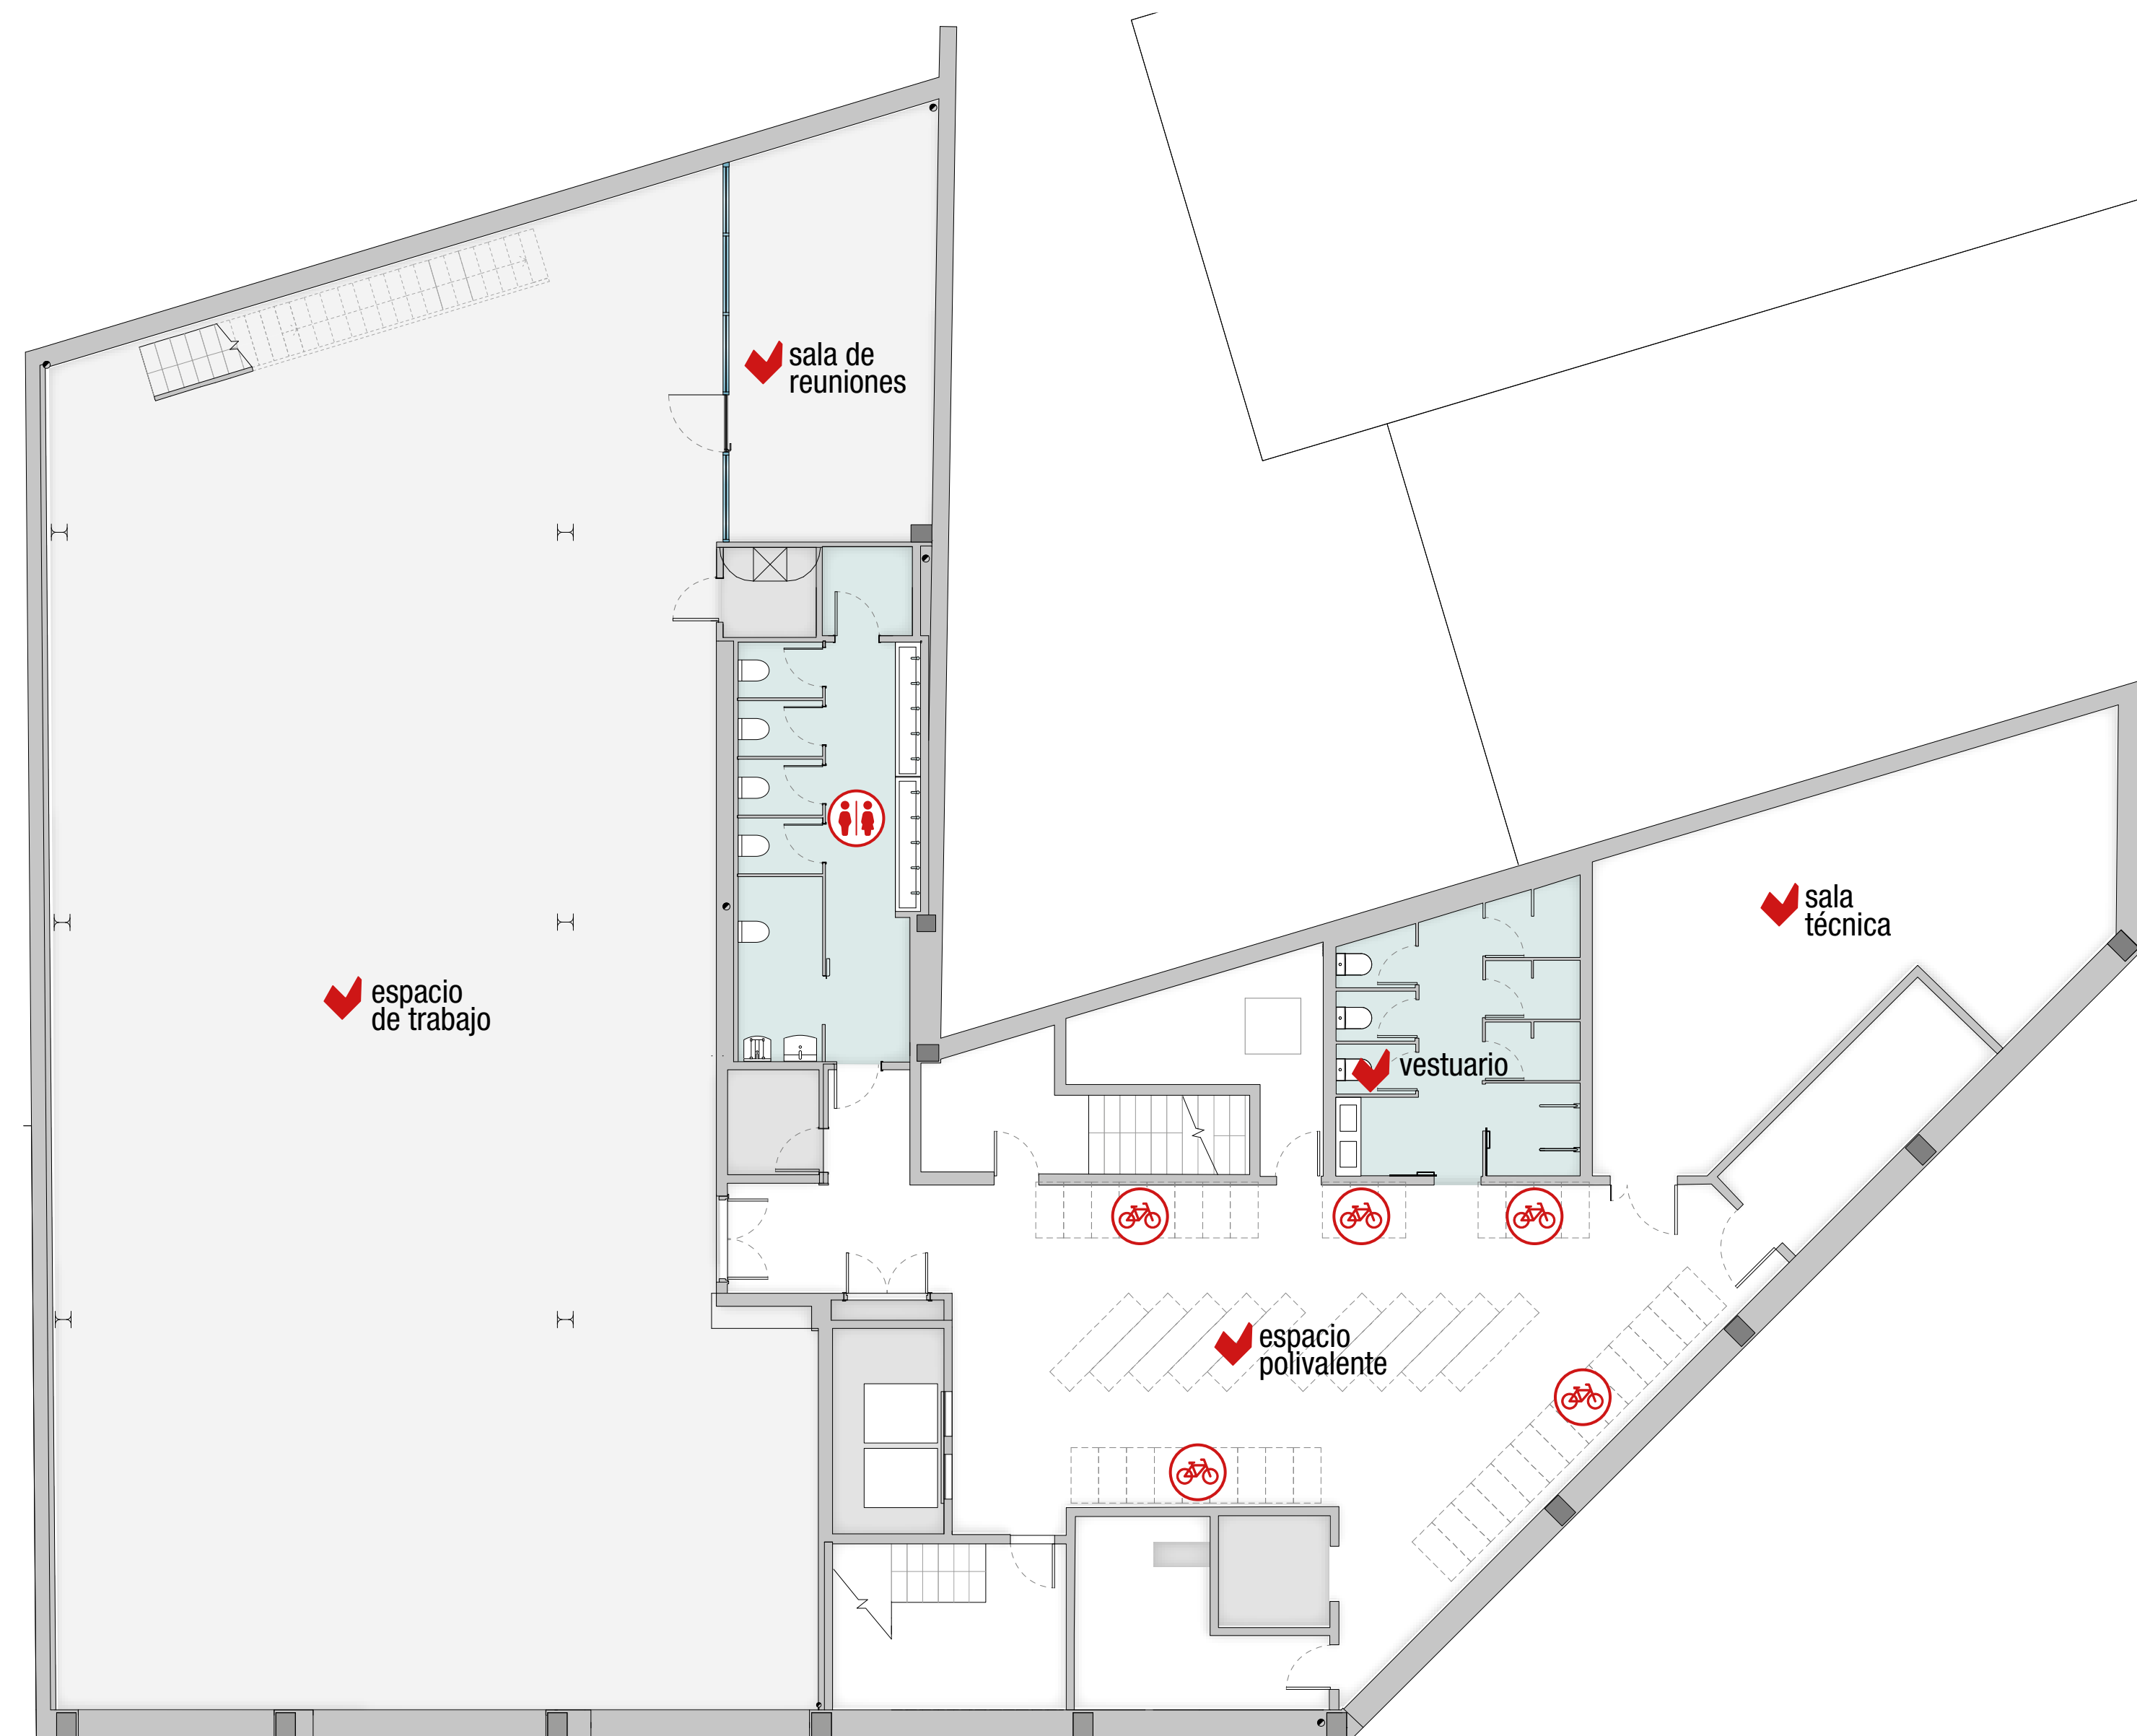 sala de
reuniones
sala
técnica
espacio
de trabajo
vestuario
espacio
polivalente